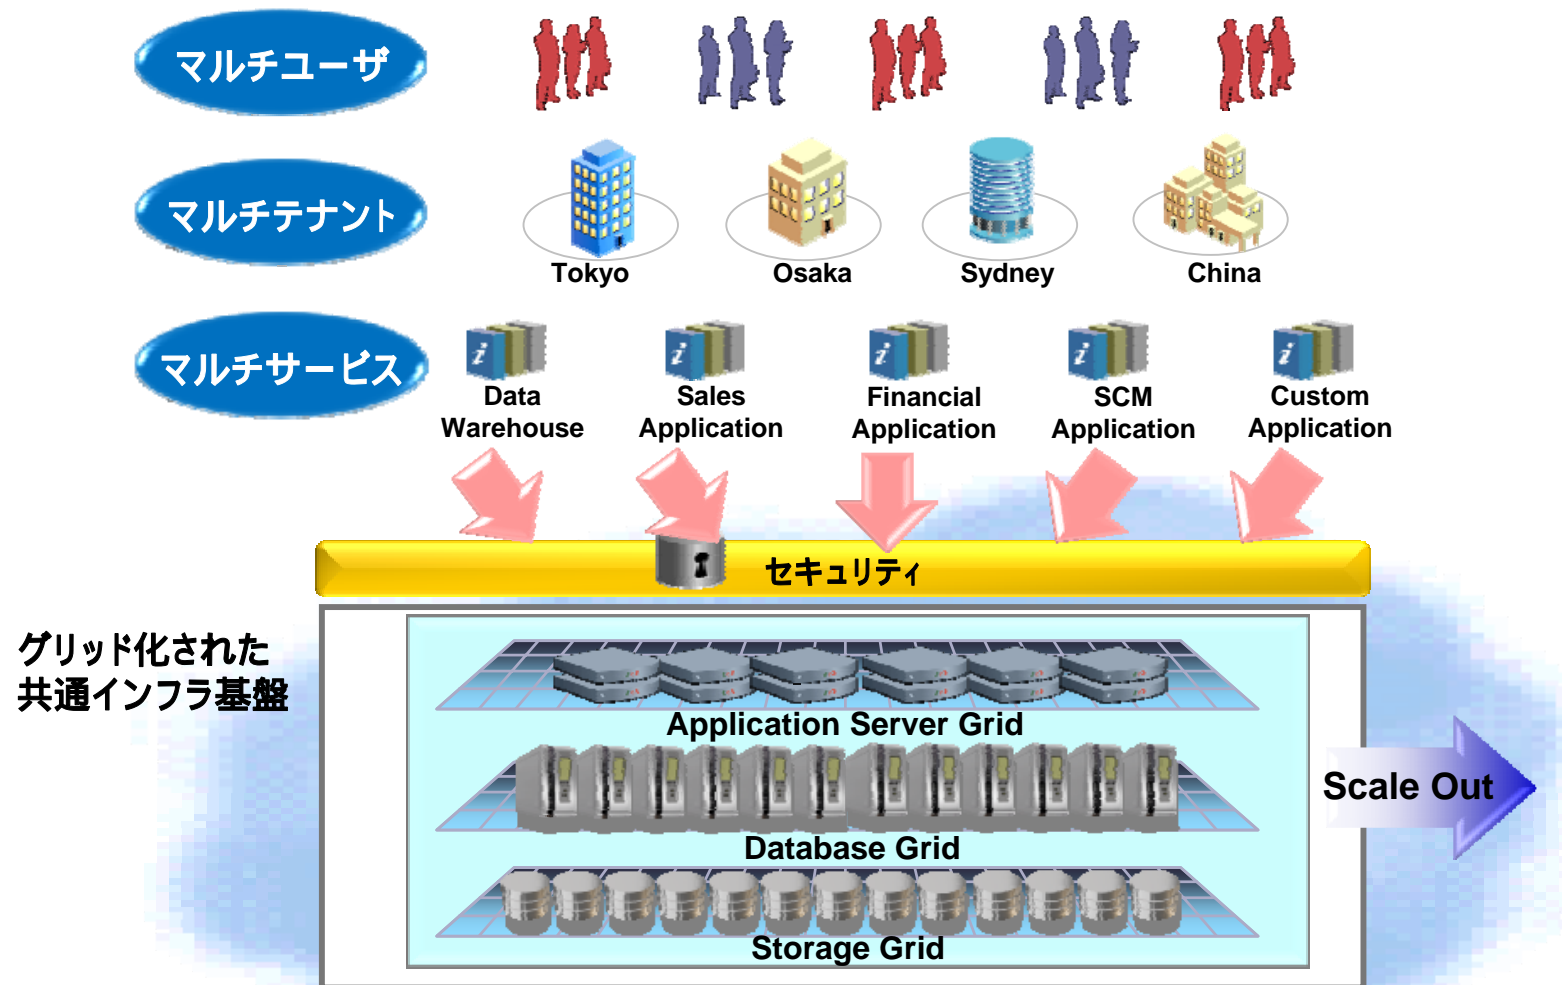 マルチユーザ
マルチテナント
Tokyo
Osaka
Sydney
China
マルチサービス
i
i
i
i
i
Data
Warehouse
Sales
Application
Financial
Application
SCM
Application
Custom
Application
セキュリティ
グリッド化された
共通インフラ基盤
Application Server Grid
Database Grid
Storage Grid
Scale Out